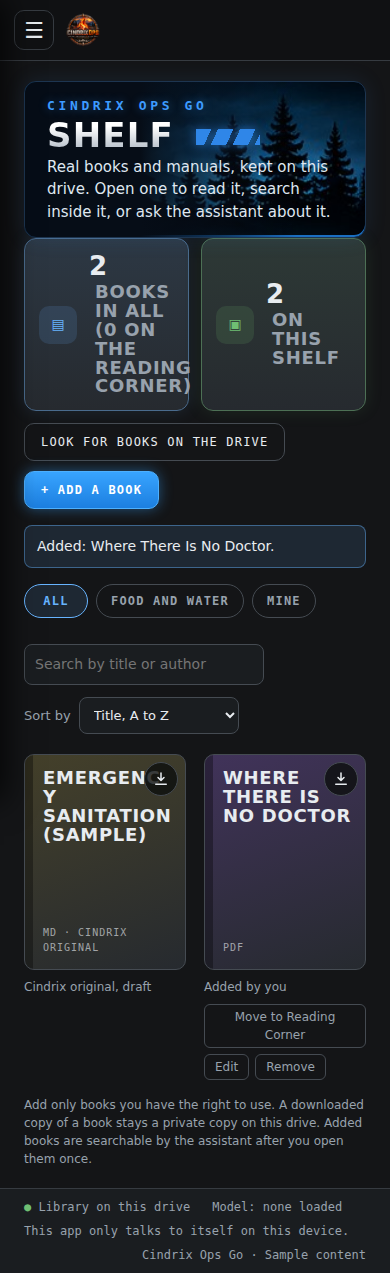 CINDRIX OPS GO
SHELF
Real books and manuals, kept on this
drive. Open one to read it, search
inside it, or ask the assistant about it.
2
BOOKS
IN ALL
(0 ON
THE
READING
CORNER)
2
ON
THIS
SHELF
LOOK FOR BOOKS ON THE DRIVE
+ ADD A BOOK
Added: Where There Is No Doctor.
ALL
FOOD AND WATER
MINE
Search by title or author
Sort by
Title, A to Z
EMERGENC
Y
SANITATION
(SAMPLE)
MD · CINDRIX
ORIGINAL
Cindrix original, draft
WHERE
THERE IS
NO DOCTOR
PDF
Added by you
Move to Reading
Corner
Edit
Remove
Add only books you have the right to use. A downloaded
copy of a book stays a private copy on this drive. Added
books are searchable by the assistant after you open
them once.
Library on this drive
Model: none loaded
This app only talks to itself on this device.
Cindrix Ops Go · Sample content